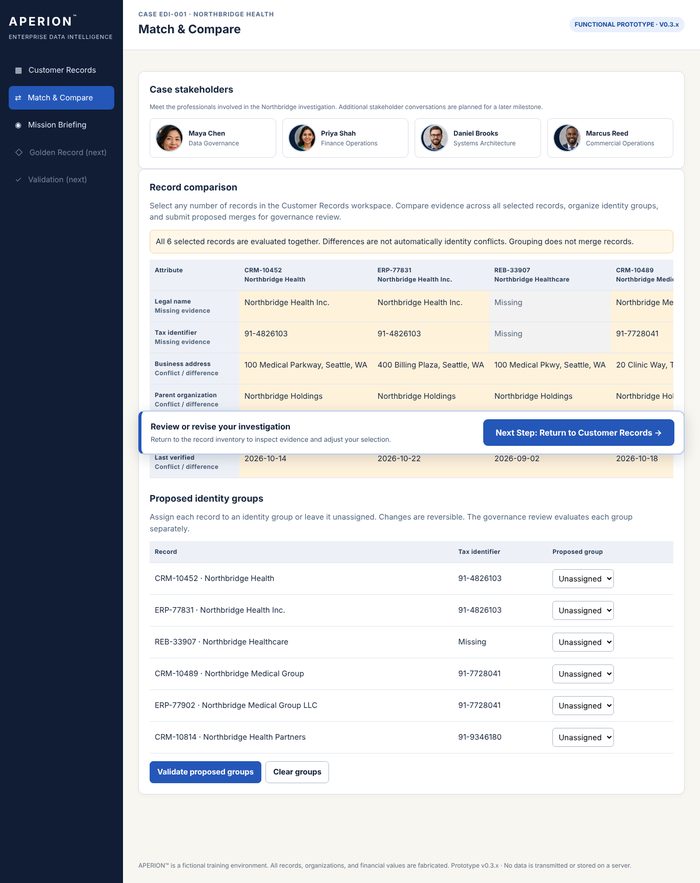 APERION™
ENTERPRISE DATA INTELLIGENCE
Customer Records
Match & Compare
Mission Briefing
Golden Record (next)
Validation (next)
CASE EDI-001 · NORTHBRIDGE HEALTH
Match & Compare
FUNCTIONAL PROTOTYPE · V0.3.x
Case stakeholders
Meet the professionals involved in the Northbridge investigation. Additional stakeholder conversations are planned for a later milestone.
Maya Chen
Data Governance
Priya Shah
Finance Operations
Daniel Brooks
Systems Architecture
Marcus Reed
Commercial Operations
Record comparison
Select any number of records in the Customer Records workspace. Compare evidence across all selected records, organize identity groups,
and submit proposed merges for governance review.
All 6 selected records are evaluated together. Differences are not automatically identity conflicts. Grouping does not merge records.
Attribute CRM-10452 ERP-77831 REB-33907 CRM-10489
Northbridge Health Northbridge Health Inc. Northbridge Healthcare Northbridge Medic
Legal name Northbridge Health Inc. Northbridge Health Inc. Missing Northbridge Me
Missing evidence
Tax identifier 91-4826103 91-4826103 Missing 91-7728041
Missing evidence
Business address 100 Medical Parkway, Seattle, WA 400 Billing Plaza, Seattle, WA 100 Medical Pkwy, Seattle, WA 20 Clinic Way, T
Conflict / difference
Parent organization Northbridge Holdings Northbridge Holdings Northbridge Holdings Northbridge Hol
Conflict / difference
Review or revise your investigation
Return to the record inventory to inspect evidence and adjust your selection.
Next Step: Return to Customer Records →
Last verified 2026-10-14 2026-10-22 2026-09-02 2026-10-18
Conflict / difference
Proposed identity groups
Assign each record to an identity group or leave it unassigned. Changes are reversible. The governance review evaluates each group
separately.
Record Tax identifier Proposed group
CRM-10452 · Northbridge Health 91-4826103 Unassigned
ERP-77831 · Northbridge Health Inc. 91-4826103 Unassigned
REB-33907 · Northbridge Healthcare Missing Unassigned
CRM-10489 · Northbridge Medical Group 91-7728041 Unassigned
ERP-77902 · Northbridge Medical Group LLC 91-7728041 Unassigned
CRM-10814 · Northbridge Health Partners 91-9346180 Unassigned
Validate proposed groups Clear groups
APERION™ is a fictional training environment. All records, organizations, and financial values are fabricated. Prototype v0.3.x · No data is transmitted or stored on a server.